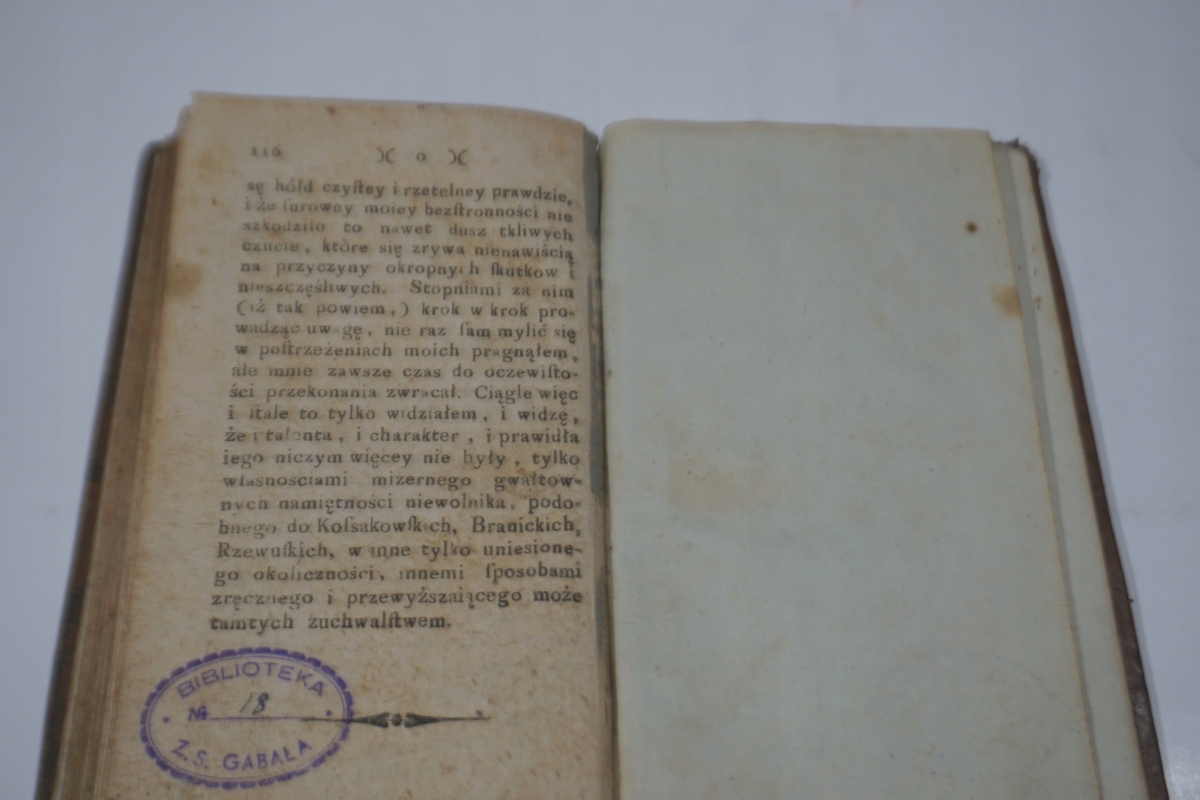 116 )( o )(
sę hółd czyſtey i rzetelney prawdzie,
i że ſurowey moiey bezſtronności nie
szkodziło to nawet dusz tkliwych
czucie, które się zrywa nienawiścią
na przyczyny okropnych ſkutkow i
nieszczęśliwych. Stopniami za nim
(iż tak powiem,) krok w krok pro-
wadząc uwagę, nie raz ſam mylić się
w poſtrzeżeniach moich pragnąłem,
ale mnie zawsze czas do oczewiſto-
ści przekonania zwracał. Ciągle więc
i ſtale to tylko widziałem, i widzę,
że i talenta, i charakter, i prawidła
iego niczym więcey nie były, tylko
własnosciami mizernego gwałtow-
nych namiętności niewolnika, podo-
bnego do Koſsakowſkich, Branickich,
Rzewuſkich, w inne tylko uniesione-
go okoliczności, innemi ſposobami
zręcznego i przewyższaiącego może
tamtych zuchwalſtwem.
BIBLIOTEKA
№ 18
Z.S. GABAŁA